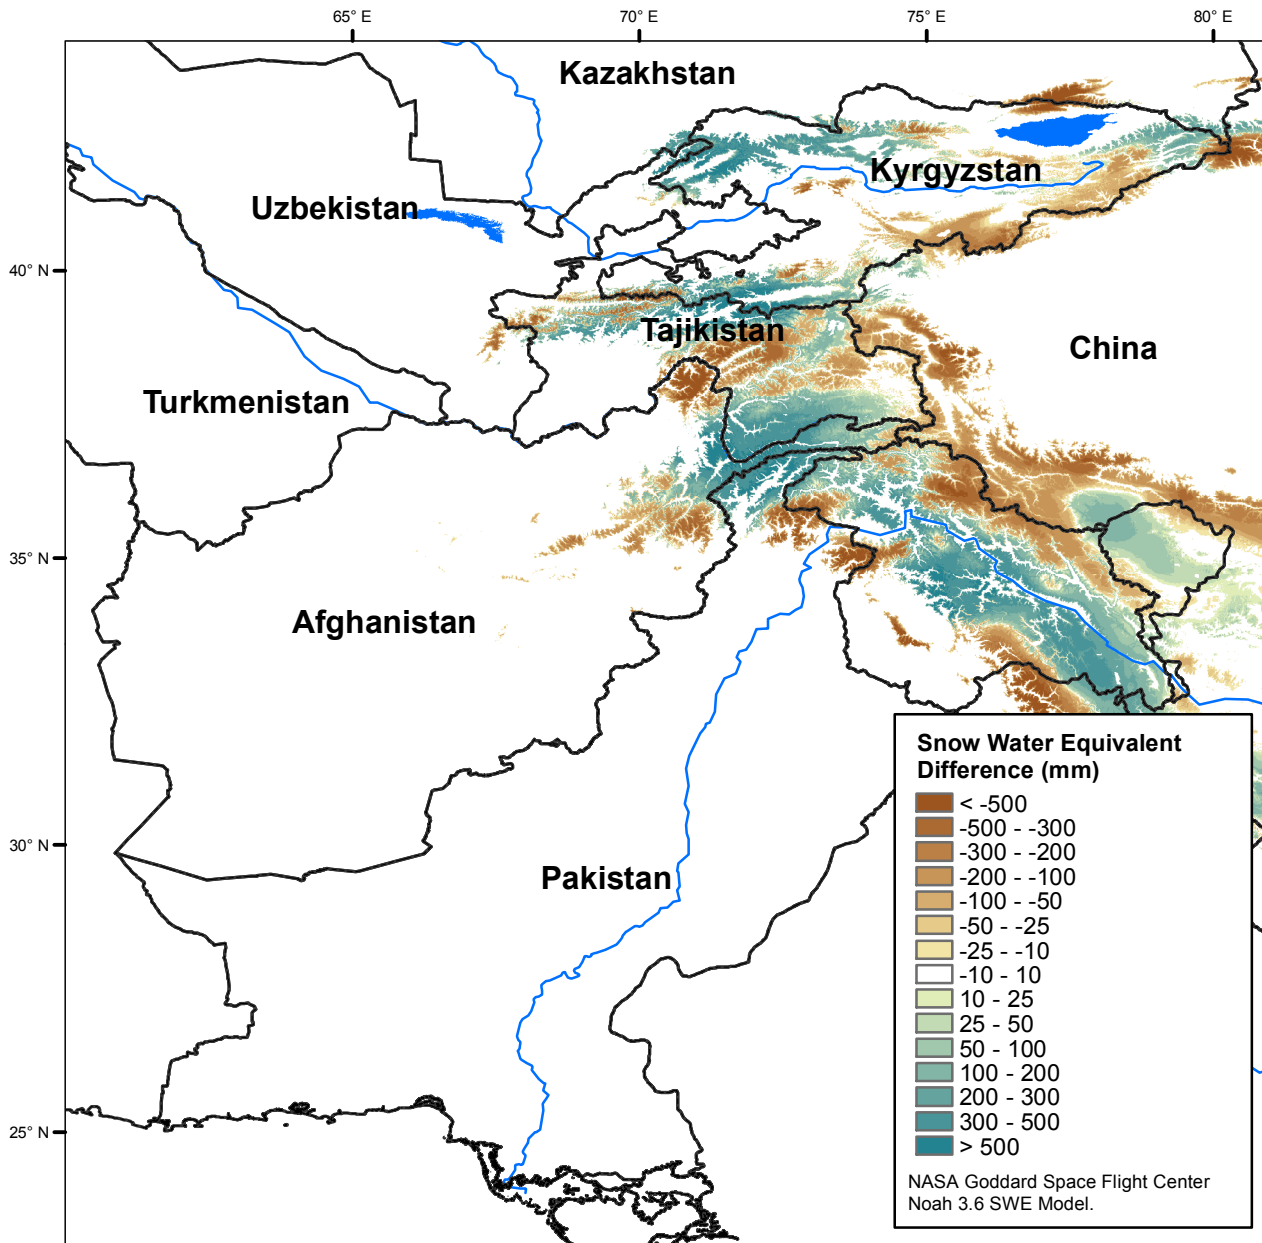 65° E
70° E
75° E
80° E
Kazakhstan
Kyrgyzstan
Uzbekistan
40° N
Tajikistan
China
Turkmenistan
35° N
Afghanistan
30° N
Pakistan
25° N
Snow Water Equivalent
Difference (mm)
< -500
-500 - -300
-300 - -200
-200 - -100
-100 - -50
-50 - -25
-25 - -10
-10 - 10
10 - 25
25 - 50
50 - 100
100 - 200
200 - 300
300 - 500
> 500
NASA Goddard Space Flight Center
Noah 3.6 SWE Model.